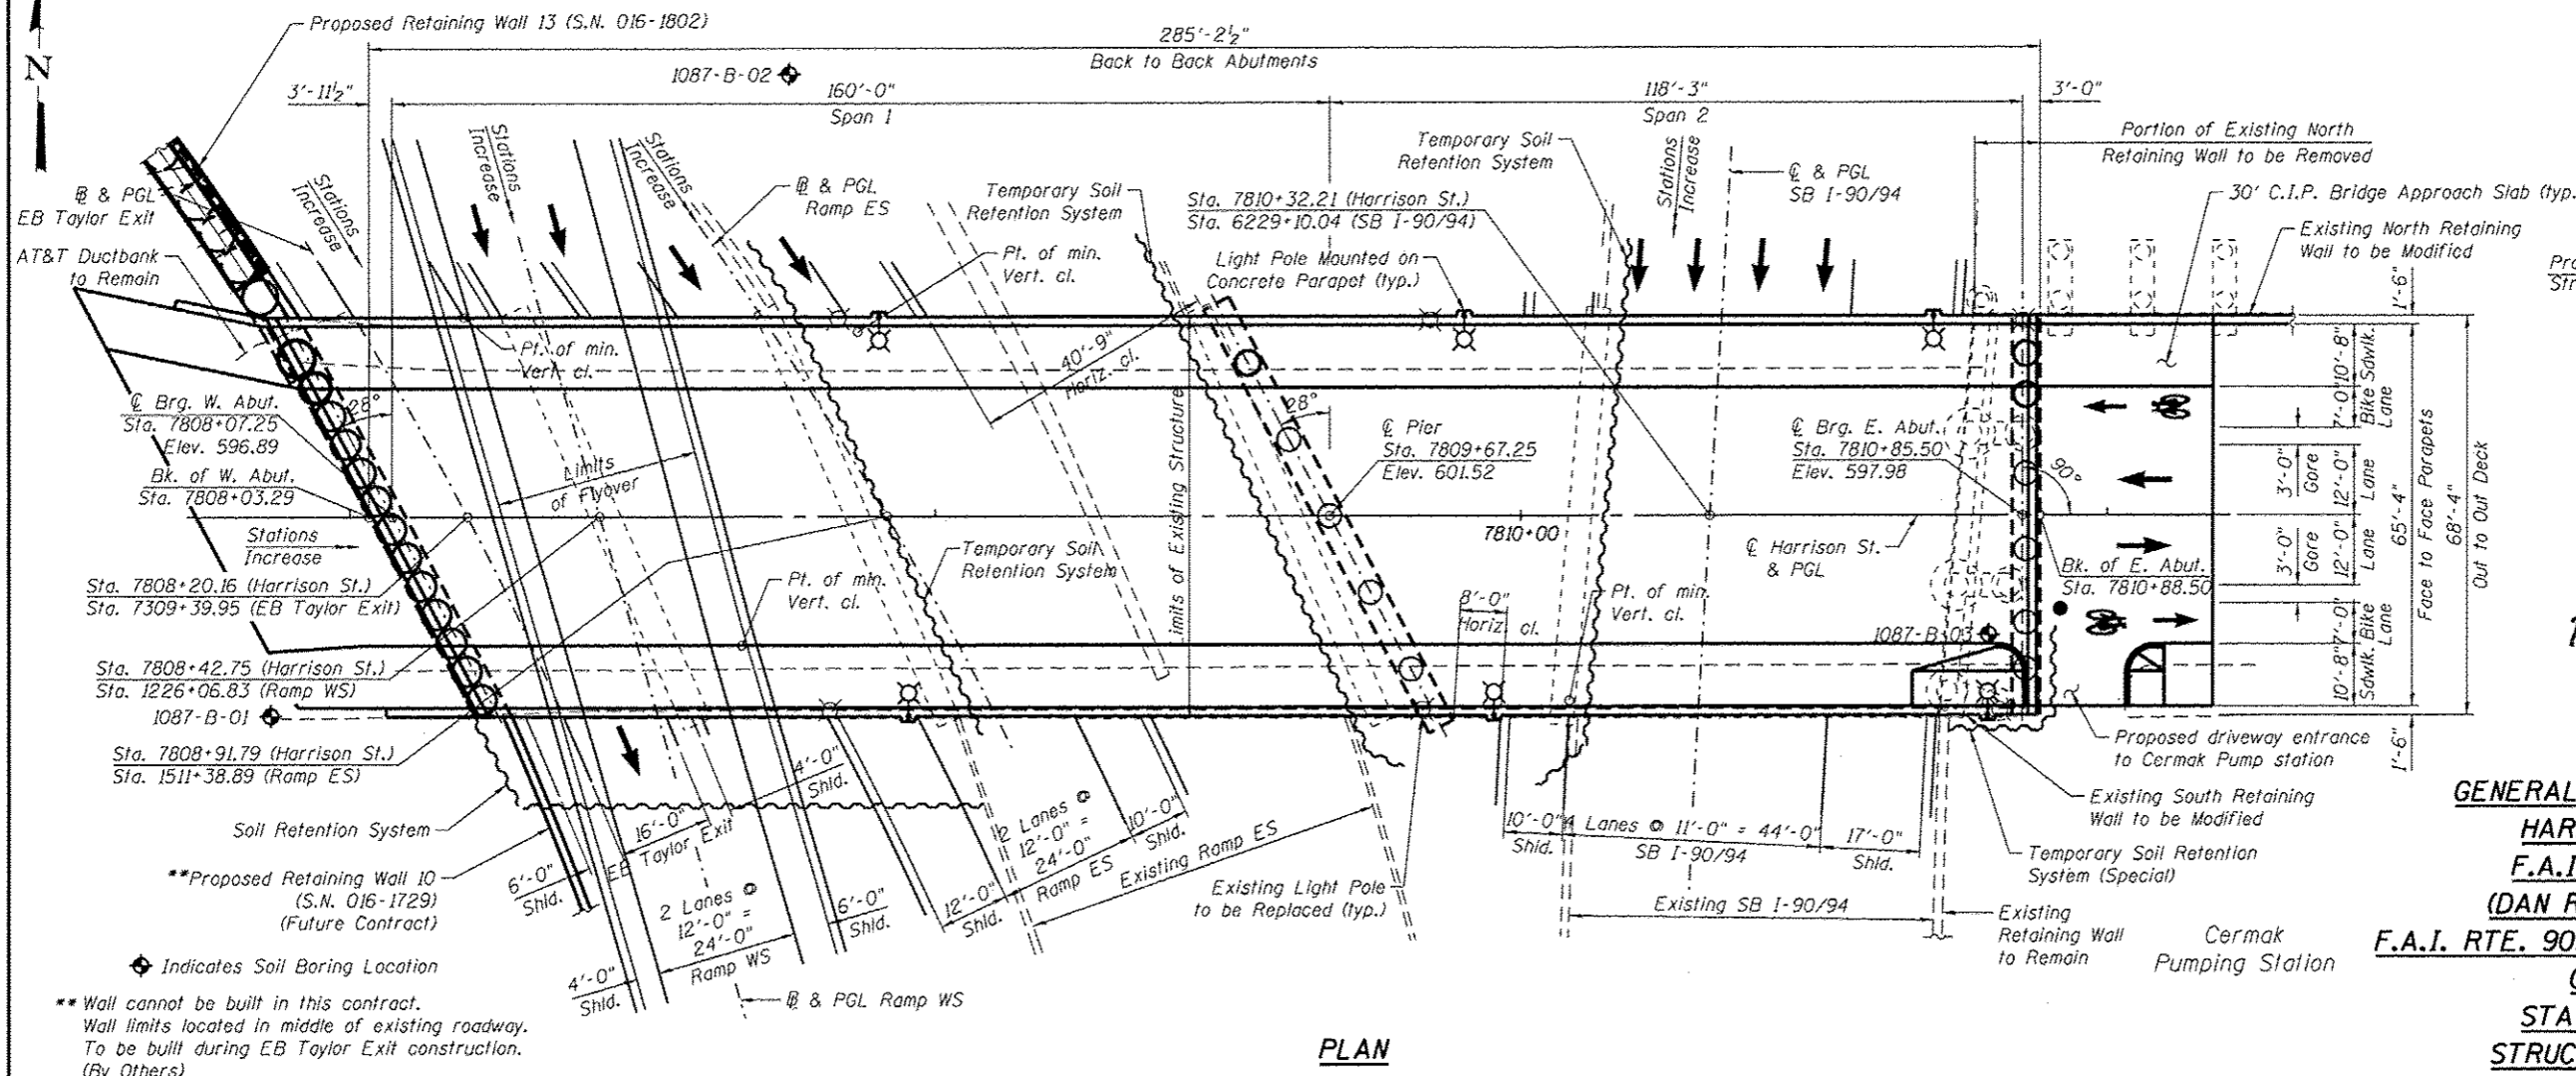 Proposed Retaining Wall 13 (S.N. 016-1802)
285'-2½"
Back to Back Abutments
N
1087-B-02
3'-11½"
160'-0"
Span 1
118'-3"
Span 2
3'-0"
Stations
Increase
Stations
Increase
Stations
Increase
Stations
Increase
Temporary Soil
Retention System
Portion of Existing North
Retaining Wall to be Removed
℄ & PGL
SB I-90/94
30' C.I.P. Bridge Approach Slab (typ.
Existing North Retaining
Wall to be Modified
B & PGL
EB Taylor Exit
B & PGL
Ramp ES
Temporary Soil
Retention System
Sta. 7810+32.21 (Harrison St.)
Sta. 6229+10.04 (SB I-90/94)
AT&T Ductbank
to Remain
Pt. of min.
Vert. cl.
Light Pole Mounted on
Concrete Parapet (typ.)
1'-6"
Pt. of min.
Vert. cl.
40'-9"
Horiz. cl.
10'-8"
Sdwlk.
7'-0"
Bike
Lane
28°
28°
℄ Brg. W. Abut.
Sta. 7808+07.25
Elev. 596.89
Bk. of W. Abut.
Sta. 7808+03.29
Limits
of Flyover
Limits of Existing Structure
℄ Pier
Sta. 7809+67.25
Elev. 601.52
℄ Brg. E. Abut.
Sta. 7810+85.50
Elev. 597.98
90°
3'-0"
Gore
12'-0"
Lane
3'-0"
Gore
12'-0"
Lane
65'-4"
Face to Face Parapets
68'-4"
Out to Out Deck
Stations
Increase
7810+00
℄ Harrison St.
& PGL
Bk. of E. Abut.
Sta. 7810+88.50
Temporary Soil
Retention System
Sta. 7808+20.16 (Harrison St.)
Sta. 7309+39.95 (EB Taylor Exit)
Pt. of min.
Vert. cl.
8'-0"
Horiz. cl.
Pt. of min.
Vert. cl.
1087-B-03
7'-0"
Bike
Lane
10'-8"
Sdwlk.
Sta. 7808+42.75 (Harrison St.)
Sta. 1226+06.83 (Ramp WS)
1087-B-01
Sta. 7808+91.79 (Harrison St.)
Sta. 1511+38.89 (Ramp ES)
Proposed driveway entrance
to Cermak Pump station
1'-6"
Soil Retention System
4'-0"
Shld.
16'-0"
EB Taylor Exit
2 Lanes @
12'-0" =
24'-0"
Ramp ES
10'-0"
Shld.
Existing Ramp ES
10'-0"
Shld.
4 Lanes @ 11'-0" = 44'-0"
SB I-90/94
17'-0"
Shld.
Existing South Retaining
Wall to be Modified
Temporary Soil Retention
System (Special)
**Proposed Retaining Wall 10
(S.N. 016-1729)
(Future Contract)
6'-0"
Shld.
2 Lanes @
12'-0" =
24'-0"
Ramp WS
6'-0"
Shld.
12'-0"
Shld.
Existing Light Pole
to be Replaced (typ.)
Existing SB I-90/94
Existing
Retaining Wall
to Remain
Cermak
Pumping Station
Indicates Soil Boring Location
4'-0"
Shld.
B & PGL Ramp WS
** Wall cannot be built in this contract.
Wall limits located in middle of existing roadway.
To be built during EB Taylor Exit construction.
(By Others)
PLAN
GENERAL
HAR
F.A.I
(DAN R
F.A.I. RTE. 90
STA
STRUC